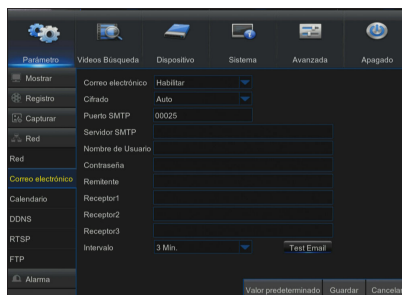 Parámetro Videos Búsqueda Dispositivo Sistema Avanzada Apagado
Mostrar
Registro
Capturar
Red
Red
Correo electrónico
Calendario
DDNS
RTSP
FTP
Alarma
Correo electrónico Habilitar
Cifrado Auto
Puerto SMTP 00025
Servidor SMTP
Nombre de Usuario
Contraseña
Remitente
Receptor1
Receptor2
Receptor3
Intervalo 3 Min. Test Email
Valor predeterminado Guardar Cancelar